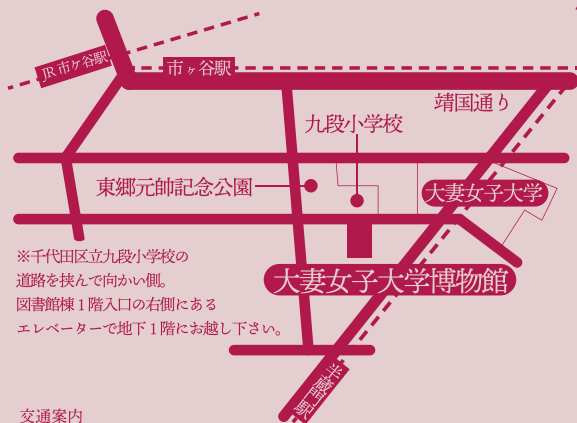 JR 市ケ谷駅
市ヶ谷駅
靖国通り
九段小学校
東郷元帥記念公園
大妻女子大学
※千代田区立九段小学校の
道路を挟んで向かい側。
図書館棟１階入口の右側にある
エレベーターで地下１階にお越し下さい。
大妻女子大学博物館
半蔵門駅
交通案内